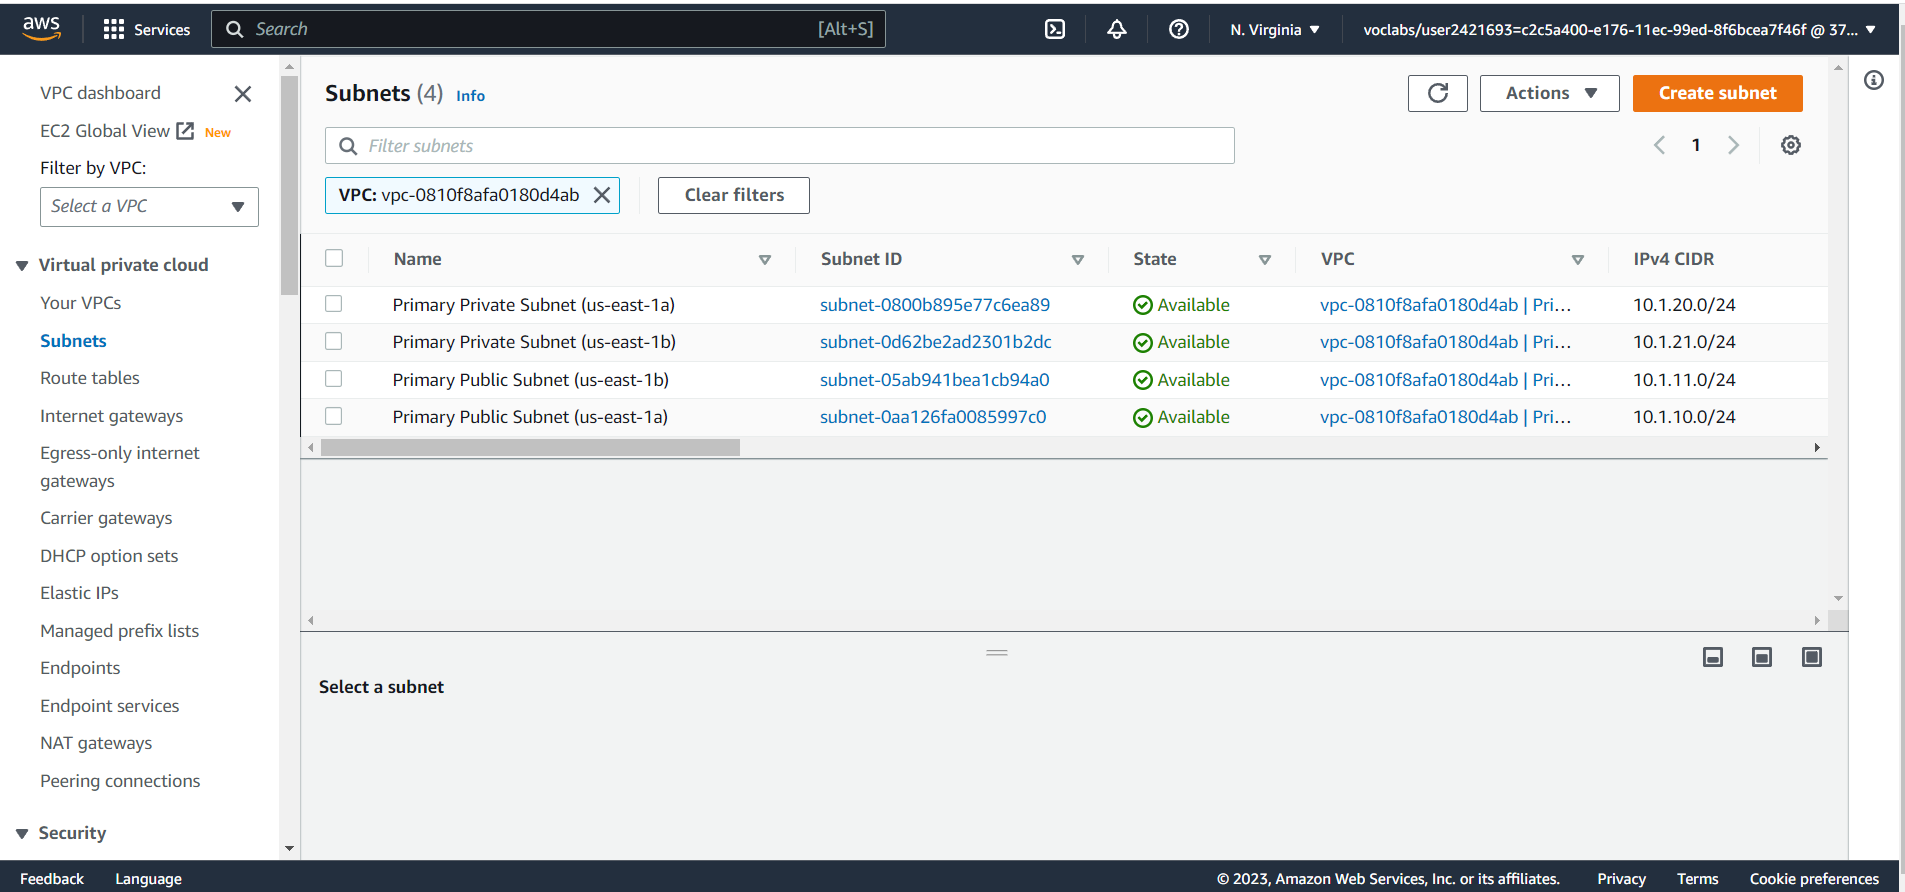 aws
Services
Search [Alt+S]
N. Virginia
voclabs/user2421693=c2c5a400-e176-11ec-99ed-8f6bcea7f46f @ 37...
VPC dashboard
EC2 Global View New
Filter by VPC:
Select a VPC
Virtual private cloud
Your VPCs
Subnets
Route tables
Internet gateways
Egress-only internet
gateways
Carrier gateways
DHCP option sets
Elastic IPs
Managed prefix lists
Endpoints
Endpoint services
NAT gateways
Peering connections
Security
Subnets (4) Info
Actions
Create subnet
Filter subnets
1
VPC: vpc-0810f8afa0180d4ab
Clear filters
Name Subnet ID State VPC IPv4 CIDR
Primary Private Subnet (us-east-1a) subnet-0800b895e77c6ea89 Available vpc-0810f8afa0180d4ab | Pri... 10.1.20.0/24
Primary Private Subnet (us-east-1b) subnet-0d62be2ad2301b2dc Available vpc-0810f8afa0180d4ab | Pri... 10.1.21.0/24
Primary Public Subnet (us-east-1b) subnet-05ab941bea1cb94a0 Available vpc-0810f8afa0180d4ab | Pri... 10.1.11.0/24
Primary Public Subnet (us-east-1a) subnet-0aa126fa0085997c0 Available vpc-0810f8afa0180d4ab | Pri... 10.1.10.0/24
Select a subnet
Feedback Language © 2023, Amazon Web Services, Inc. or its affiliates. Privacy Terms Cookie preferences